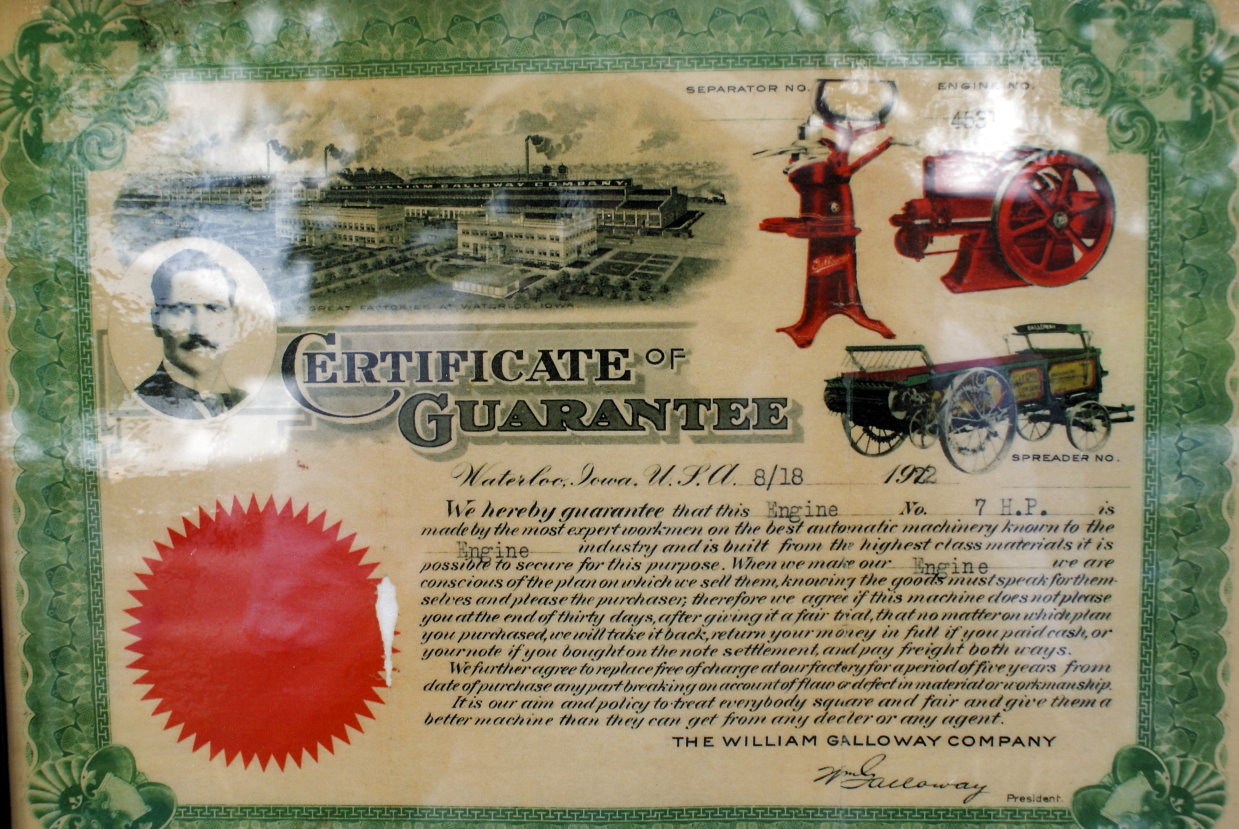 SEPARATOR NO.
ENGINE NO.
THE WILLIAM GALLOWAY COMPANY
GREAT FACTORIES AT WATERLOO, IOWA
GALLOWAY
CERTIFICATE OF
GUARANTEE
SPREADER NO.
Waterloo, Iowa, U.S.A. 8/18
We hereby guarantee that this Engine No. 7 H.P. is
made by the most expert workmen on the best automatic machinery known to the
Engine industry and is built from the highest class materials it is
possible to secure for this purpose. When we make our Engine we are
conscious of the plan on which we sell them, knowing the goods must speak for them-
selves and please the purchaser; therefore we agree if this machine does not please
you at the end of thirty days, after giving it a fair trial, that no matter on which plan
you purchased, we will take it back, return your money in full if you paid cash, or
your note if you bought on the note settlement, and pay freight both ways.
We further agree to replace free of charge at our factory for a period of five years from
date of purchase any part breaking on account of flaw or defect in material or workmanship.
It is our aim and policy to treat everybody square and fair and give them a
better machine than they can get from any dealer or any agent.
THE WILLIAM GALLOWAY COMPANY
Wm Galloway
President.